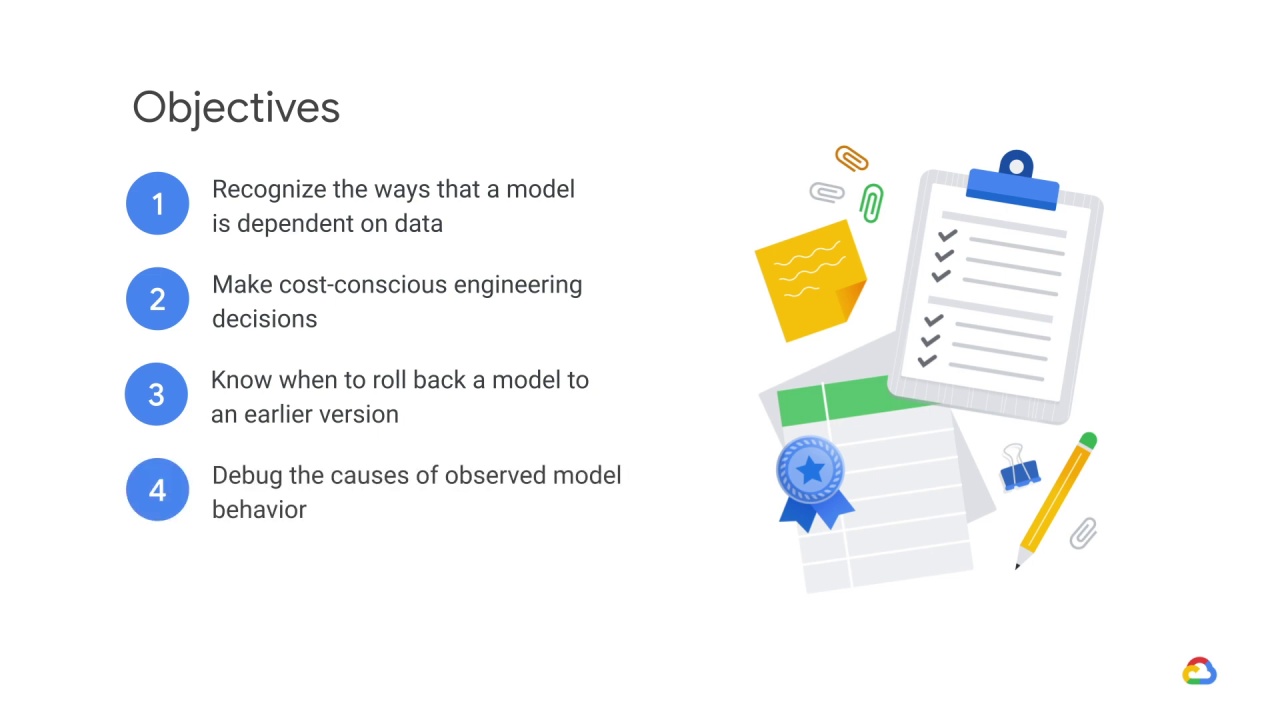 Objectives
1
Recognize the ways that a model
is dependent on data
2
Make cost-conscious engineering
decisions
3
Know when to roll back a model to
an earlier version
4
Debug the causes of observed model
behavior